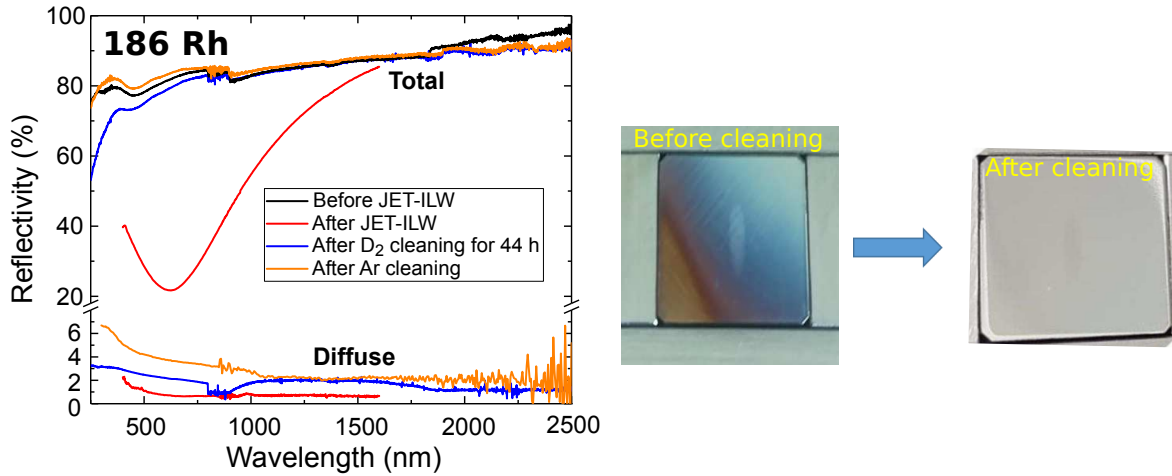 186 Rh
Reflectivity (%)
100
80
60
40
20
6
4
2
0
Total
Before JET-ILW
After JET-ILW
After D₂ cleaning for 44 h
After Ar cleaning
Diffuse
500 1000 1500 2000 2500
Wavelength (nm)
Before cleaning
After cleaning